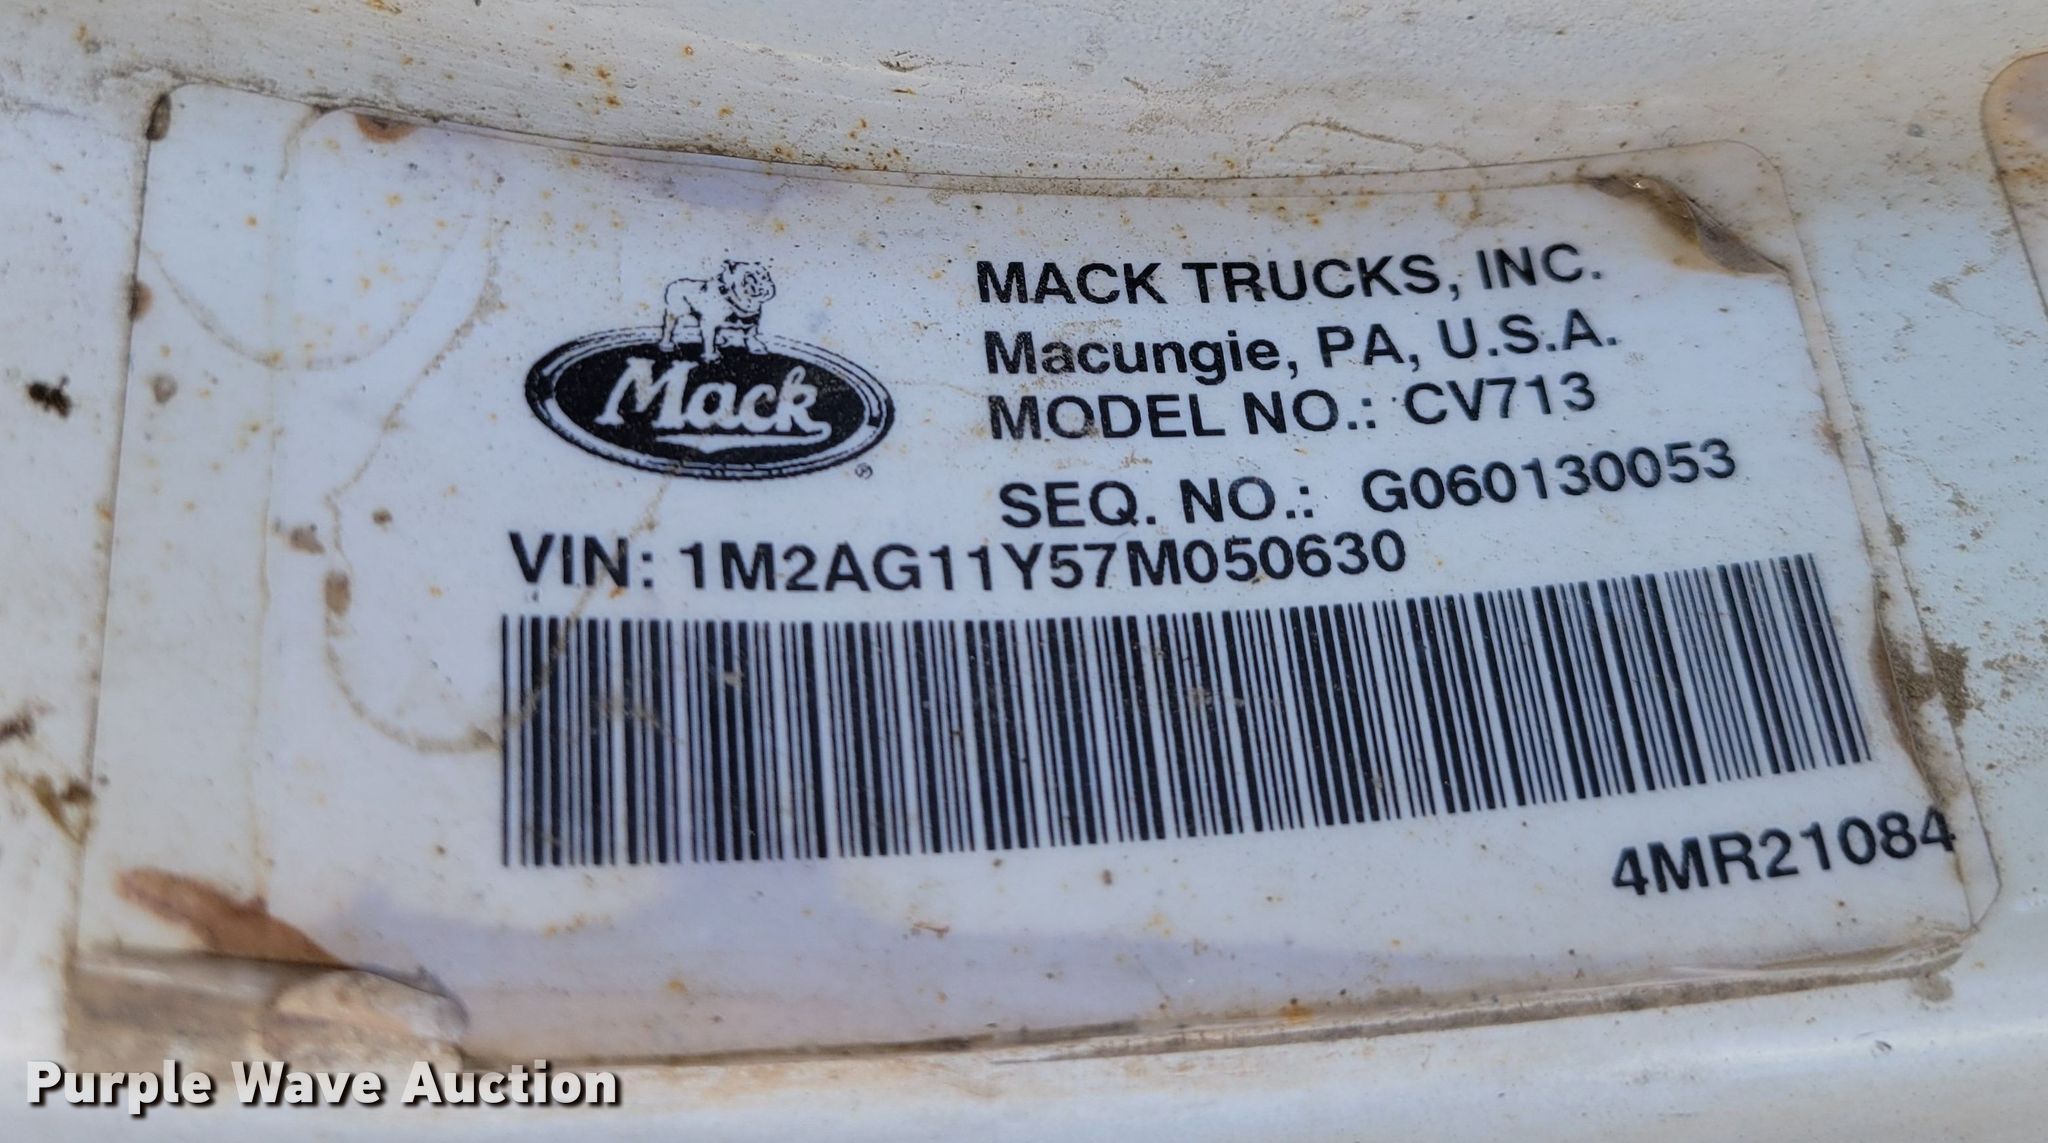 Mack
®
MACK TRUCKS, INC.
Macungie, PA, U.S.A.
MODEL NO.: CV713
SEQ. NO.: G060130053
VIN: 1M2AG11Y57M050630
4MR21084
Purple Wave Auction